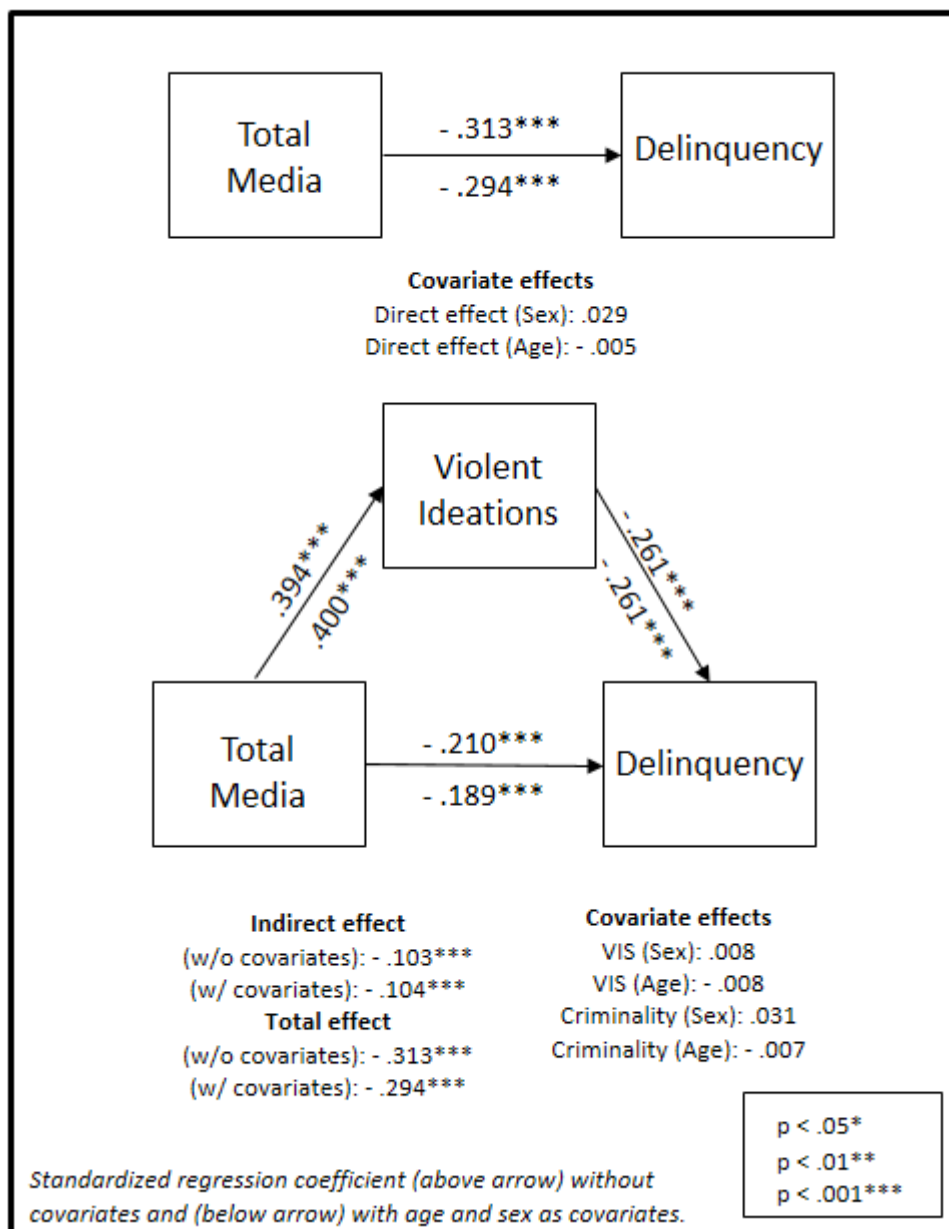 Total
Media
- .313***
- .294***
Delinquency
Covariate effects
Direct effect (Sex): .029
Direct effect (Age): - .005
Violent
Ideations
.394***
.400***
- .261***
- .261***
Total
Media
- .210***
- .189***
Delinquency
Indirect effect
(w/o covariates): - .103***
(w/ covariates): - .104***
Total effect
(w/o covariates): - .313***
(w/ covariates): - .294***
Covariate effects
VIS (Sex): .008
VIS (Age): - .008
Criminality (Sex): .031
Criminality (Age): - .007
p < .05*
p < .01**
p < .001***
Standardized regression coefficient (above arrow) without
covariates and (below arrow) with age and sex as covariates.